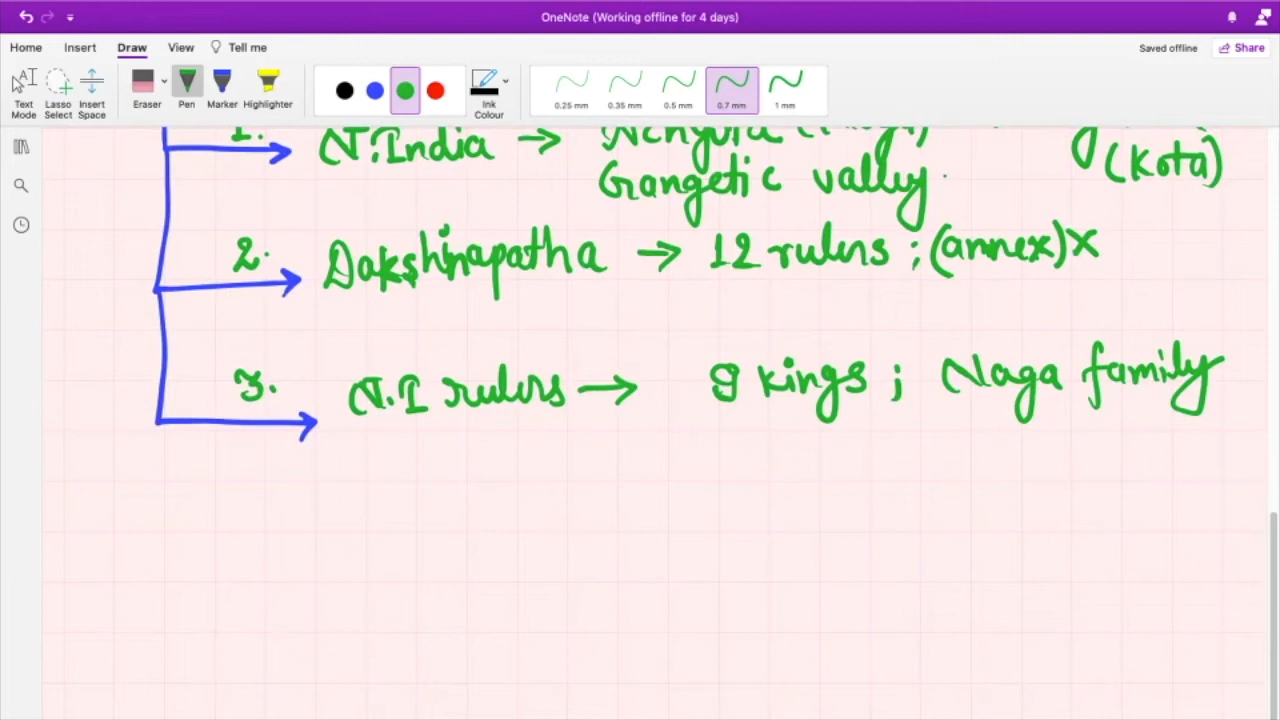 OneNote (Working offline for 4 days)
Home Insert Draw View Tell me
Saved offline Share
Text Mode
Lasso Select
Insert Space
Eraser
Pen
Marker
Highlighter
Ink Colour
0.25 mm 0.35 mm 0.5 mm 0.7 mm 1 mm
1. N.India →
(Kota)
Gangetic valley.
2. Dakshinapatha → 12 rulers ; (annex)x
3. N.I rulers → 9 kings ; Naga family